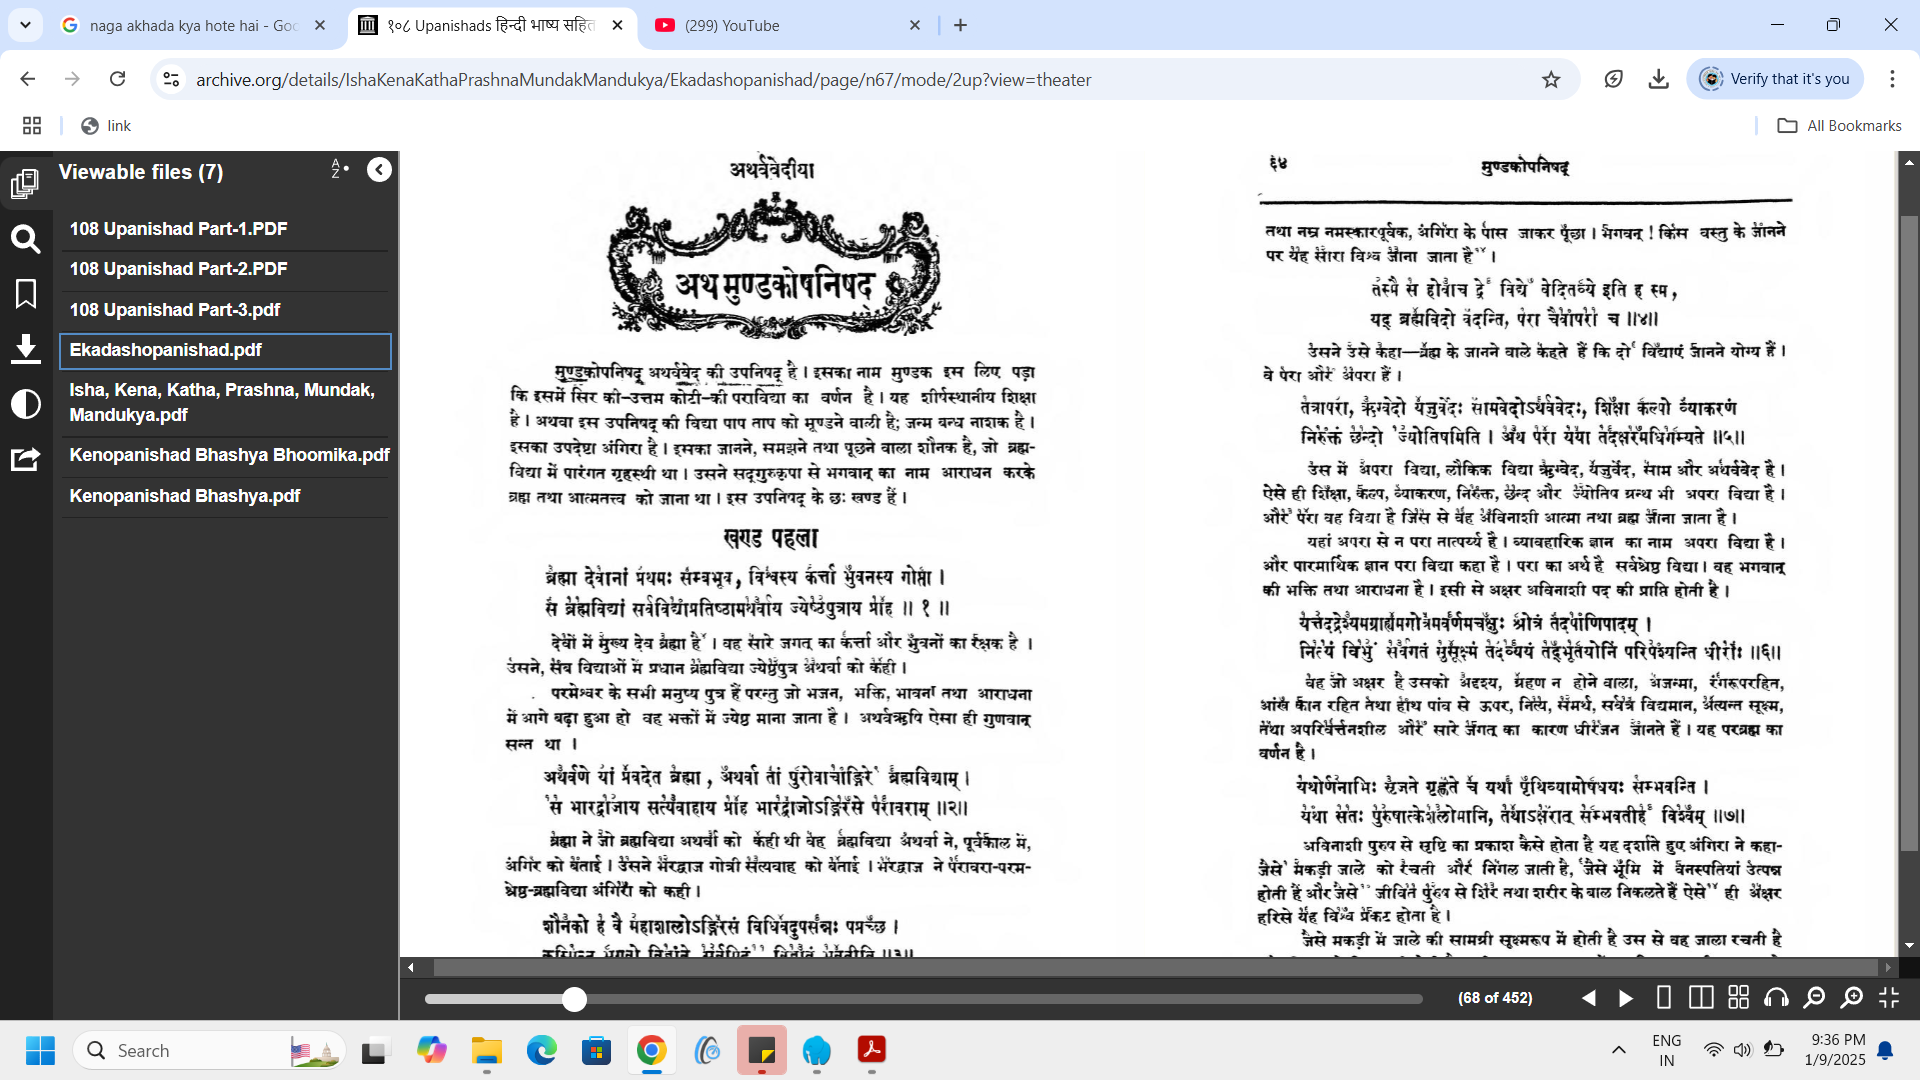 naga akhada kya hote hai - Goo
१०८ Upanishads हिन्दी भाष्य सहित
(299) YouTube
archive.org/details/IshaKenaKathaPrashnaMundakMandukya/Ekadashopanishad/page/n67/mode/2up?view=theater
Verify that it's you
link
All Bookmarks
Viewable files (7)
A
Z
108 Upanishad Part-1.PDF
108 Upanishad Part-2.PDF
108 Upanishad Part-3.pdf
Ekadashopanishad.pdf
Isha, Kena, Katha, Prashna, Mundak,
Mandukya.pdf
Kenopanishad Bhashya Bhoomika.pdf
Kenopanishad Bhashya.pdf
अथर्ववेदीया
अथ मुण्डकोषनिषद्
मुण्डकोपनिषद् अथर्ववेद की उपनिषद् है । इसका नाम मुण्डक इस लिए पड़ा
कि इसमें सिर की-उत्तम कोटी-की पराविद्या का वर्णन है । यह शीर्षस्थानीय शिक्षा
है । अथवा इस उपनिषद् की विद्या पाप ताप को मूण्डने वाली है; जन्म बन्ध नाशक है ।
इसका उपदेष्टा अंगिरा है । इसका जानने, समझने तथा पूछने वाला शौनक है, जो ब्रह्म-
विद्या में पारंगत गृहस्थी था । उसने सद्गुरुकृपा से भगवान् का नाम आराधन करके
ब्रह्म तथा आत्मतत्त्व को जाना था । इस उपनिषद् के छः खण्ड हैं ।
खण्ड पहला
ब्रह्मा देवानां प्रथमः सम्बभूव, विश्वस्य कर्त्ता भुवनस्य गोप्ता ।
स ब्रह्मविद्यां सर्वविद्याप्रतिष्ठामथर्वाय ज्येष्ठपुत्राय प्राह ॥ १ ॥
देवों में मुख्य देव ब्रह्मा है । वह सारे जगत् का कर्त्ता और भुवनों का रक्षक है ।
उसने, सब विद्याओं में प्रधान ब्रह्मविद्या ज्येष्ठपुत्र अथर्वा को कही ।
परमेश्वर के सभी मनुष्य पुत्र हैं परन्तु जो भजन, भक्ति, भावना तथा आराधना
में आगे बढ़ा हुआ हो वह भक्तों में ज्येष्ठ माना जाता है । अथर्वऋषि ऐसा ही गुणवान्
सन्त था ।
अथर्वणे यां प्रवदेत ब्रह्मा, अथर्वा तां पुरोवाचाङ्गिरे ब्रह्मविद्याम् ।
स भारद्वाजाय सत्यवाहाय प्राह भारद्वाजोऽङ्गिरसे परावराम् ॥२॥
ब्रह्मा ने जो ब्रह्मविद्या अथर्वा को कही थी वह ब्रह्मविद्या अथर्वा ने, पूर्वकाल में,
अंगिर को बताई । उसने भरद्वाज गोत्री सत्यवाह को बताई । भरद्वाज ने परावरा-परम-
श्रेष्ठ-ब्रह्मविद्या अंगिरा को कही ।
शौनको ह वै महाशालोऽङ्गिरसं विधिवदुपसन्नः पप्रच्छ ।
६४
मुण्डकोपनिषद्
तथा नम्र नमस्कारपूर्वक, अंगिरा के पास जाकर पूछा । भगवन् ! किस वस्तु के जानने
पर यह सारा विश्व जाना जाता है ।
तस्मै स होवाच द्वे विद्ये वेदितव्ये इति ह स्म,
यद् ब्रह्मविदो वदन्ति, परा चैवापरा च ॥४॥
उसने उसे कहा—ब्रह्म के जानने वाले कहते हैं कि दो विद्याएं जानने योग्य हैं ।
वे परा और अपरा हैं ।
तत्रापरा, ऋग्वेदो यजुर्वेदः सामवेदोऽथर्ववेदः, शिक्षा कल्पो व्याकरणं
निरुक्तं छन्दो ज्योतिषमिति । अथ परा यया तदक्षरमधिगम्यते ॥५॥
उस में अपरा विद्या, लौकिक विद्या ऋग्वेद, यजुर्वेद, साम और अथर्ववेद है ।
ऐसे ही शिक्षा, कल्प, व्याकरण, निरुक्त, छन्द और ज्योतिष ग्रन्थ भी अपरा विद्या है ।
और परा वह विद्या है जिस से वह अविनाशी आत्मा तथा ब्रह्म जाना जाता है ।
यहां अपरा से न परा तात्पर्य्य है । व्यावहारिक ज्ञान का नाम अपरा विद्या है ।
और पारमार्थिक ज्ञान परा विद्या कहा है । परा का अर्थ है सर्वश्रेष्ठ विद्या । वह भगवान्
की भक्ति तथा आराधना है । इसी से अक्षर अविनाशी पद की प्राप्ति होती है ।
यत्तदद्रेश्यमग्राह्यमगोत्रमवर्णमचक्षुः श्रोत्रं तदपाणिपादम् ।
नित्यं विभुं सर्वगतं सुसूक्ष्मं तदव्ययं तद्भूतयोनिं परिपश्यन्ति धीराः ॥६॥
वह जो अक्षर है उसको अदृश्य, ग्रहण न होने वाला, अजन्मा, रंगरूपरहित,
आंख कान रहित तथा हाथ पांव से ऊपर, नित्य, समर्थ, सर्वत्र विद्यमान, अत्यन्त सूक्ष्म,
तथा अपरिवर्त्तनशील और सारे जगत् का कारण धीरजन जानते हैं । यह परब्रह्म का
वर्णन है ।
यथोर्णनाभिः सृजते गृह्णते च यथा पृथिव्यामोषधयः सम्भवन्ति ।
यथा सतः पुरुषात्केशलोमानि, तथाऽक्षरात् सम्भवतीह विश्वम् ॥७॥
अविनाशी पुरुष से सृष्टि का प्रकाश कैसे होता है यह दर्शाते हुए अंगिरा ने कहा-
जैसे मकड़ी जाले को रचती और निगल जाती है, जैसे भूमि में वनस्पतियां उत्पन्न
होती हैं और जैसे जीवित पुरुष से शिर तथा शरीर के बाल निकलते हैं ऐसे ही अक्षर
हरिसे यह विश्व प्रकट होता है ।
जैसे मकड़ी में जाले की सामग्री सूक्ष्मरूप में होती है उस से वह जाला रचती है
(68 of 452)
Search
ENG
IN
9:36 PM
1/9/2025